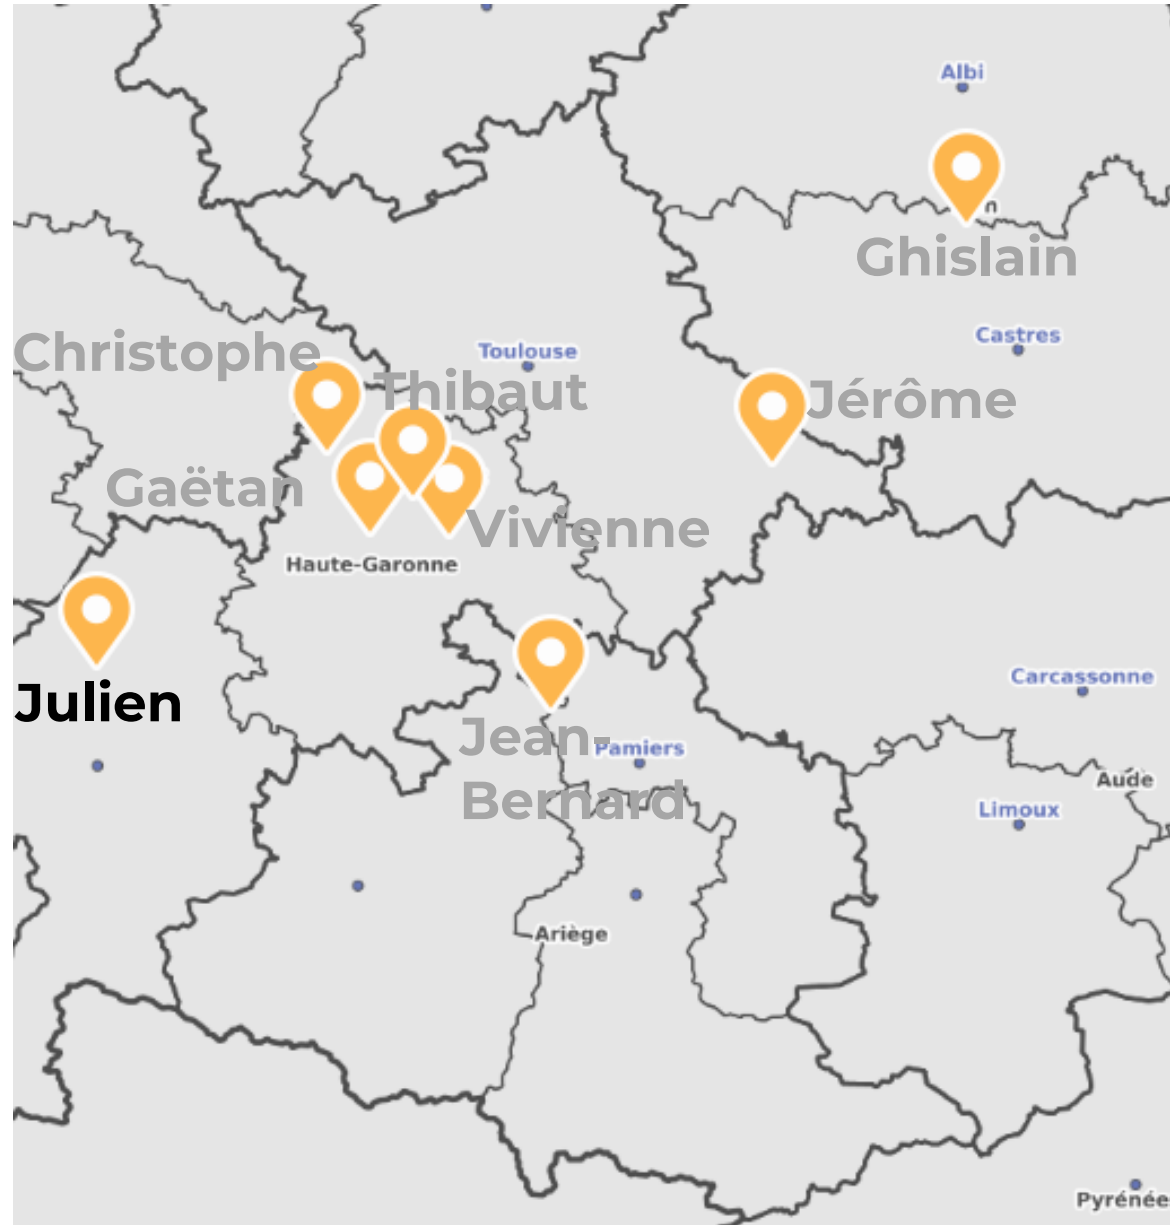 Albi
n
Ghislain
Castres
Christophe
Toulouse
Thibaut
Jérôme
Gaëtan
Vivienne
Haute-Garonne
Julien
Carcassonne
Jean-
Pamiers
Bernard
Aude
Limoux
Ariège
Pyrénée